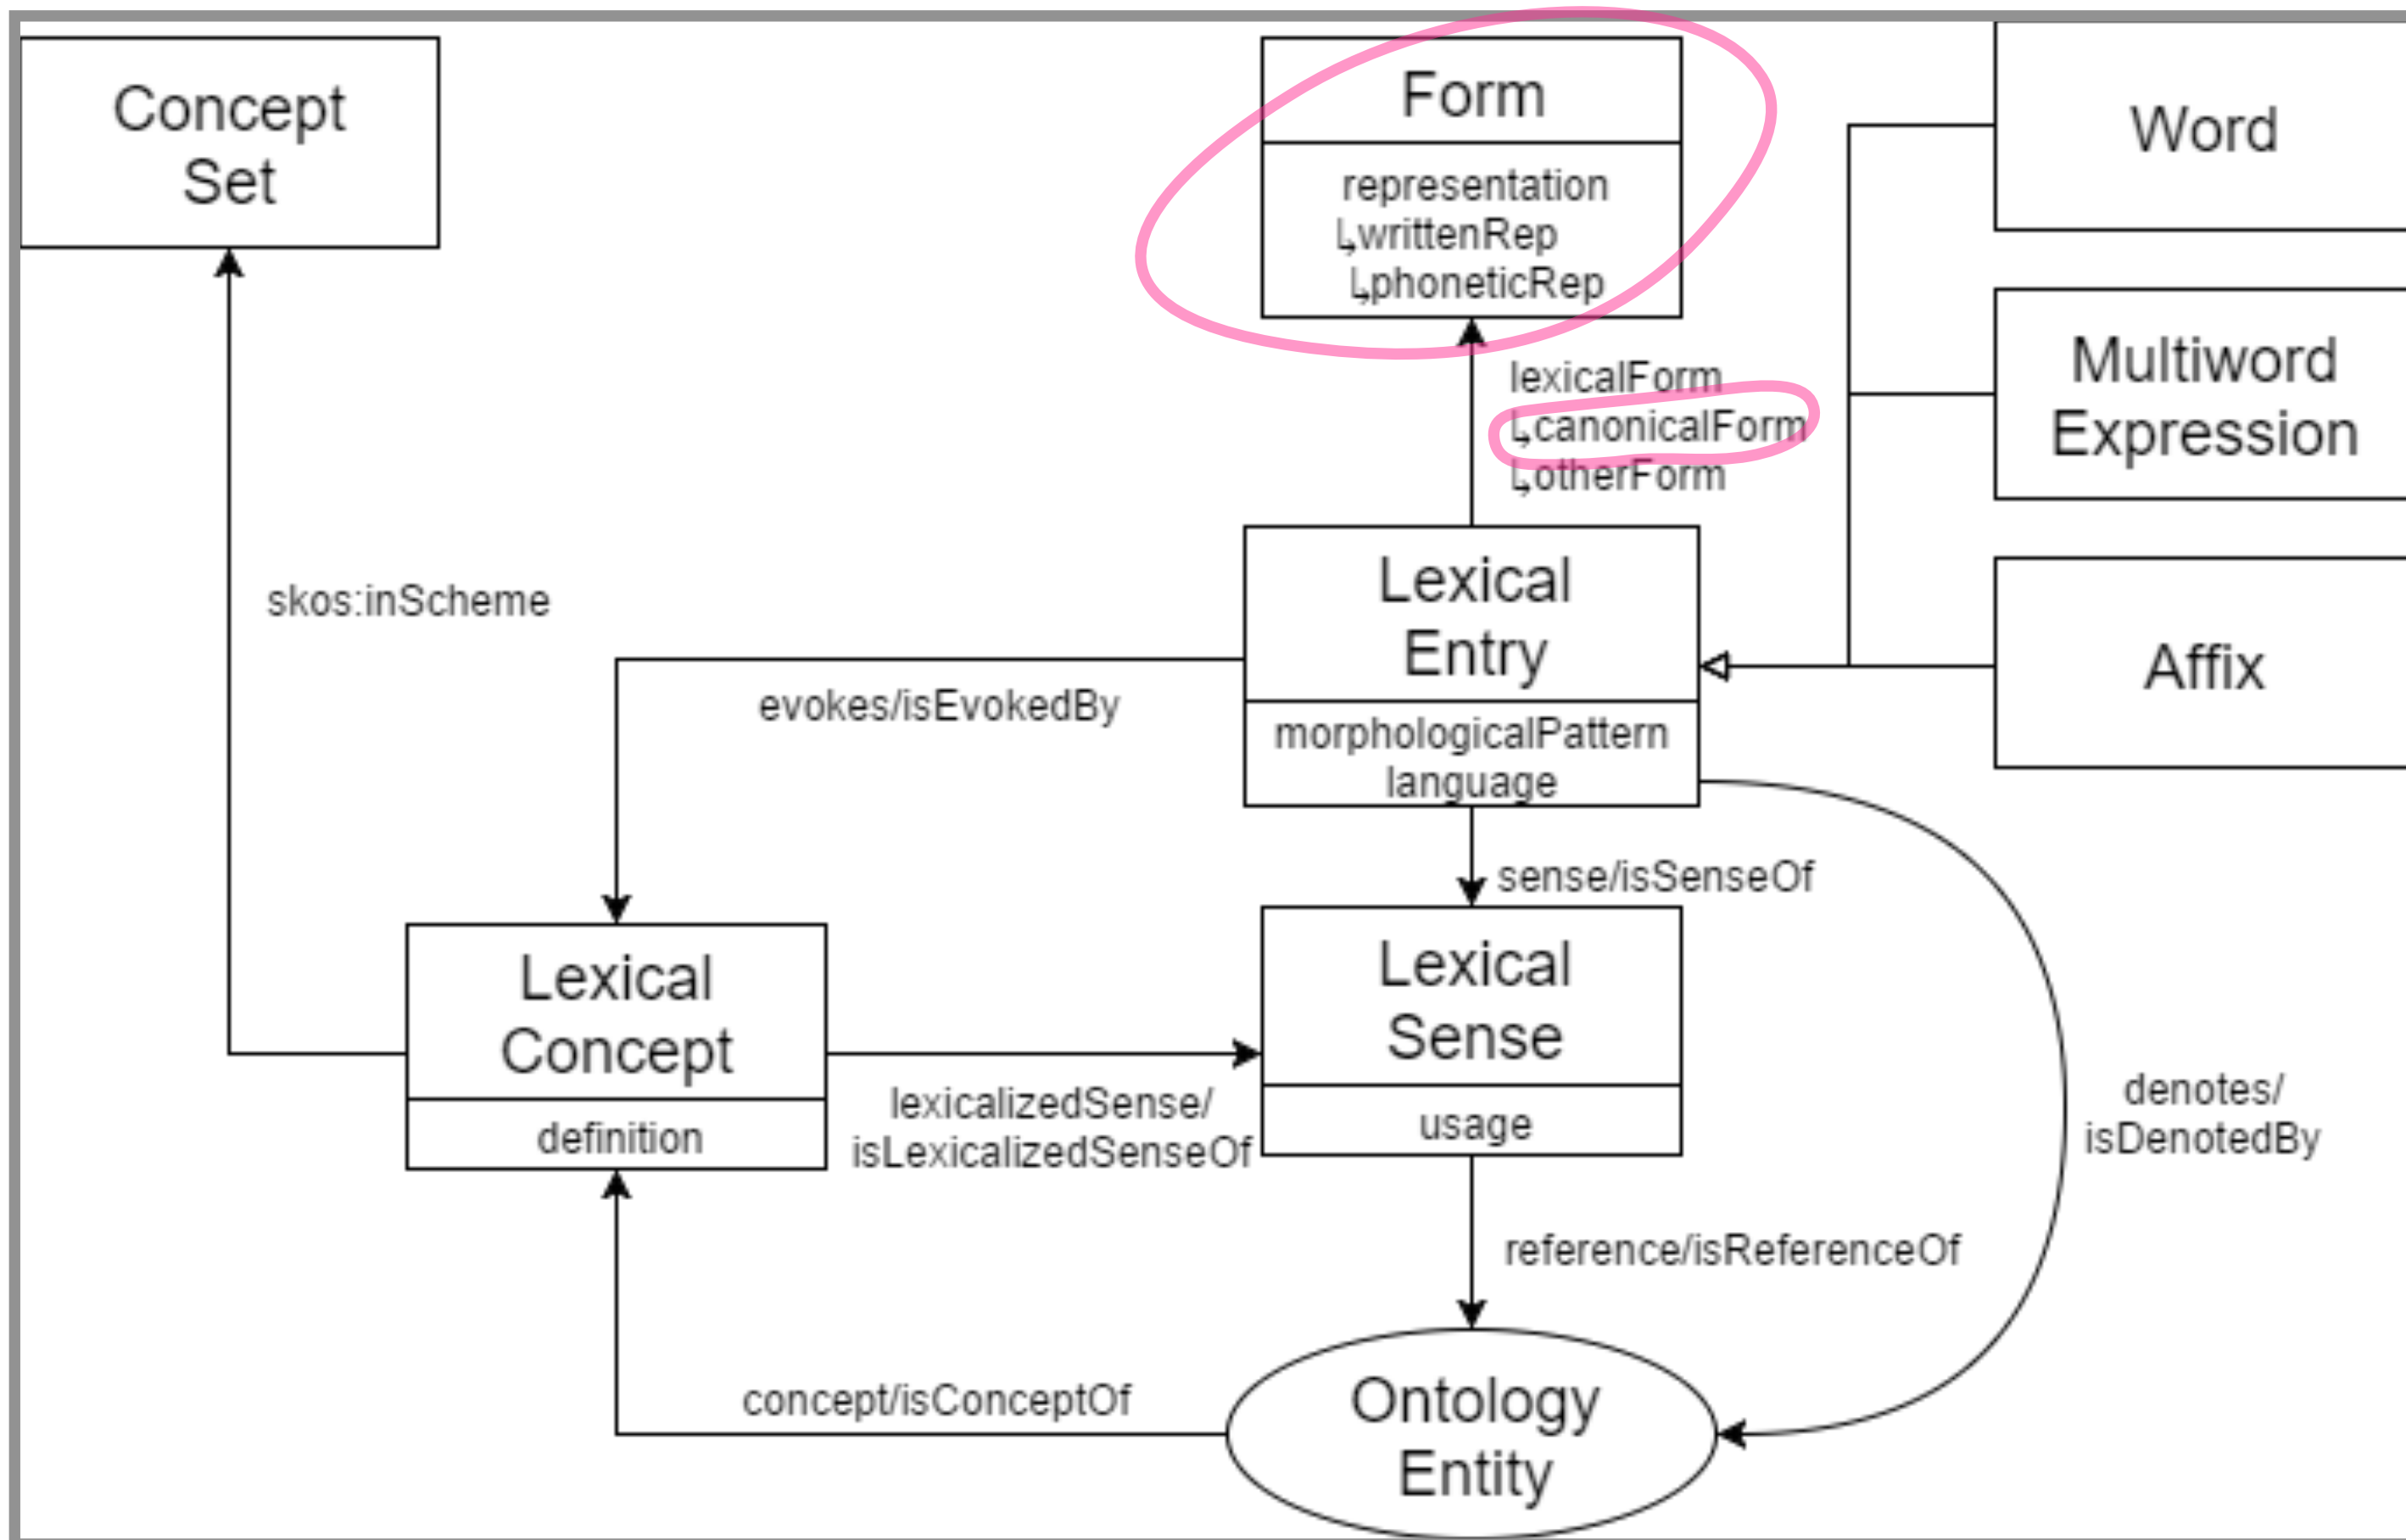 Concept
Set
Form
representation
↳writtenRep
↳phoneticRep
Word
Multiword
Expression
Affix
lexicalForm
↳canonicalForm
↳otherForm
Lexical
Entry
morphologicalPattern
language
skos:inScheme
evokes/isEvokedBy
sense/isSenseOf
Lexical
Concept
definition
lexicalizedSense/
isLexicalizedSenseOf
Lexical
Sense
usage
denotes/
isDenotedBy
reference/isReferenceOf
concept/isConceptOf
Ontology
Entity